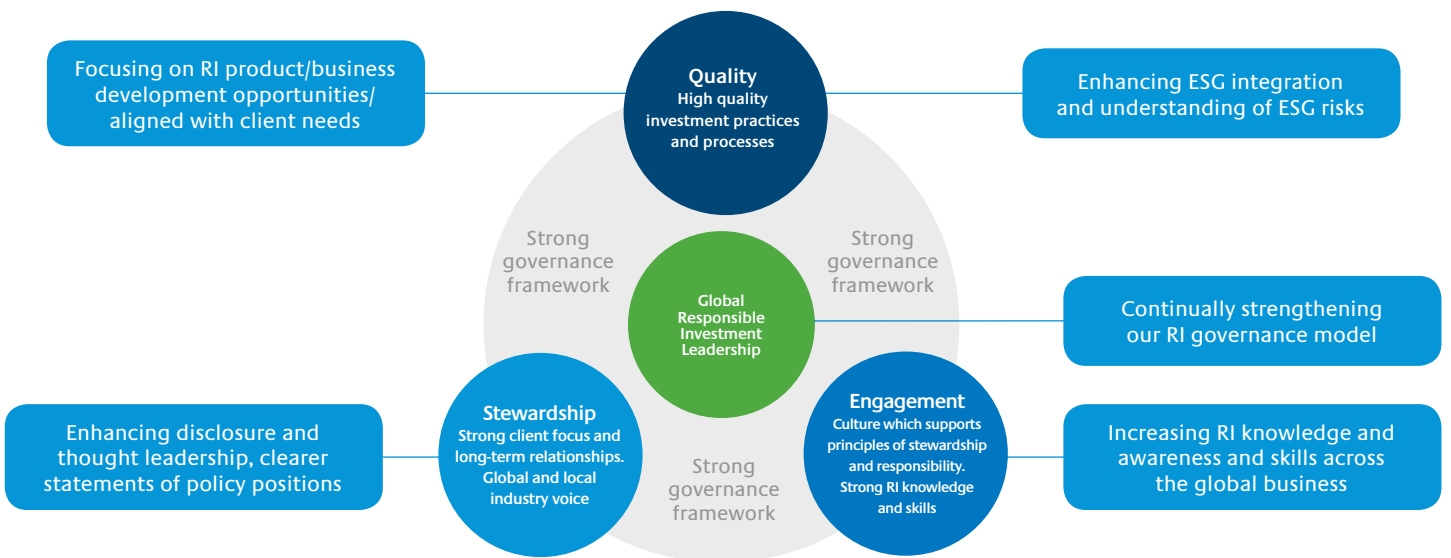 Focusing on RI product/business
development opportunities/
aligned with client needs
Quality
High quality
investment practices
and processes
Enhancing ESG integration
and understanding of ESG risks
Strong
governance
framework
Strong
governance
framework
Global
Responsible
Investment
Leadership
Continually strengthening
our RI governance model
Enhancing disclosure and
thought leadership, clearer
statements of policy positions
Stewardship
Strong client focus and
long-term relationships.
Global and local
industry voice
Strong
governance
framework
Engagement
Culture which supports
principles of stewardship
and responsibility.
Strong RI knowledge
and skills
Increasing RI knowledge and
awareness and skills across
the global business